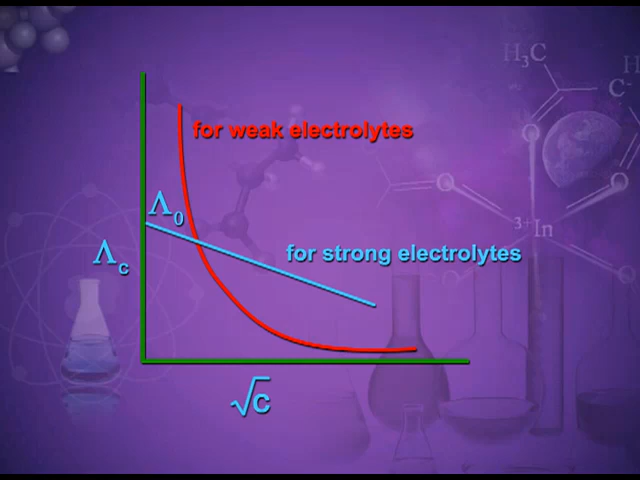 H₃C
H
C
O
for weak electrolytes
O
O
Λ₀
³⁺In
for strong electrolytes
Λc
√c